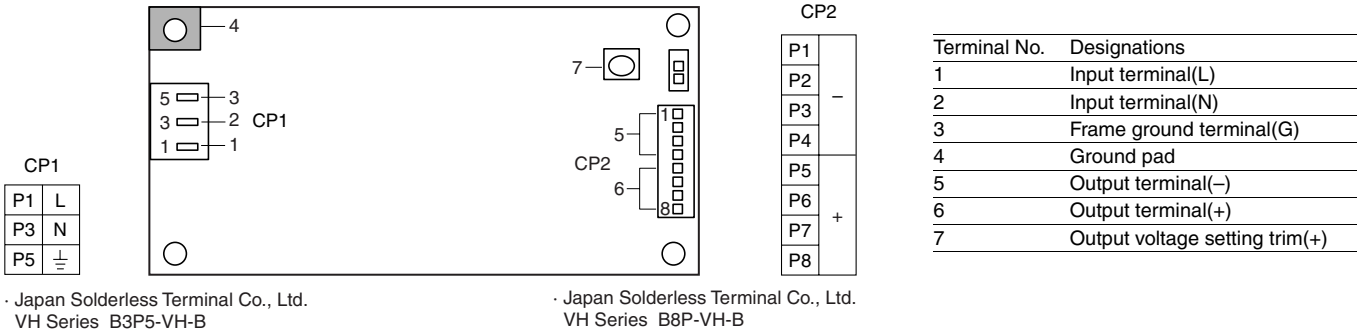 CP2
4
7
P1
P2
P3
P4
–
P5
P6
P7
P8
+
5 3
3 2 CP1
1 1
1
5
CP2
6
8
CP1
P1 L
P3 N
P5 ⏚
· Japan Solderless Terminal Co., Ltd.
VH Series B3P5-VH-B
· Japan Solderless Terminal Co., Ltd.
VH Series B8P-VH-B
Terminal No. Designations
1 Input terminal(L)
2 Input terminal(N)
3 Frame ground terminal(G)
4 Ground pad
5 Output terminal(–)
6 Output terminal(+)
7 Output voltage setting trim(+)